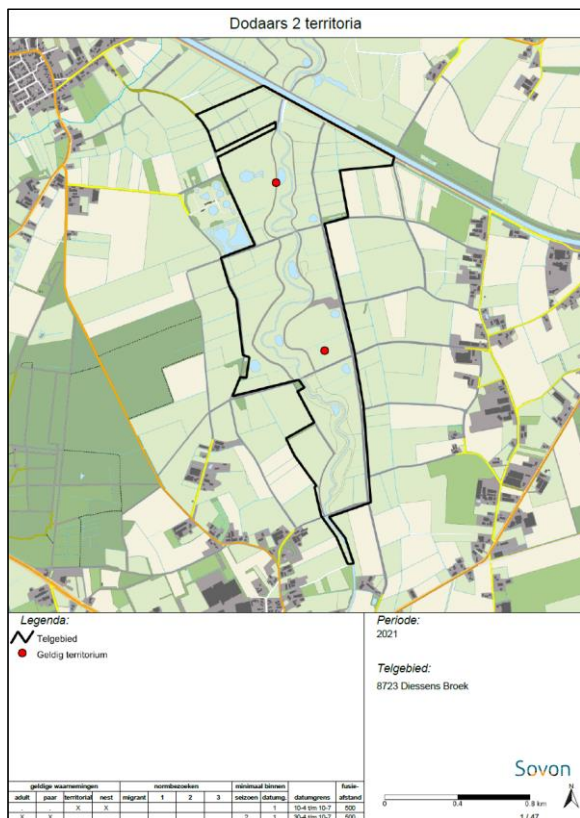 Dodaars 2 territoria
Legenda:
Telgebied
Geldig territorium
Periode:
2021
Telgebied:
8723 Diessens Broek
Sovon
0 0.4 0.8 km
N
1 / 47
geldige waarnemingen normbezoeken minimaal binnen fusie-
adult paar territoriaal nest migrant 1 2 3 seizoen datumg. datumgrens afstand
. . X X 1 10-4 t/m 10-7 500
X X 2 1 30-4 t/m 10-7 500